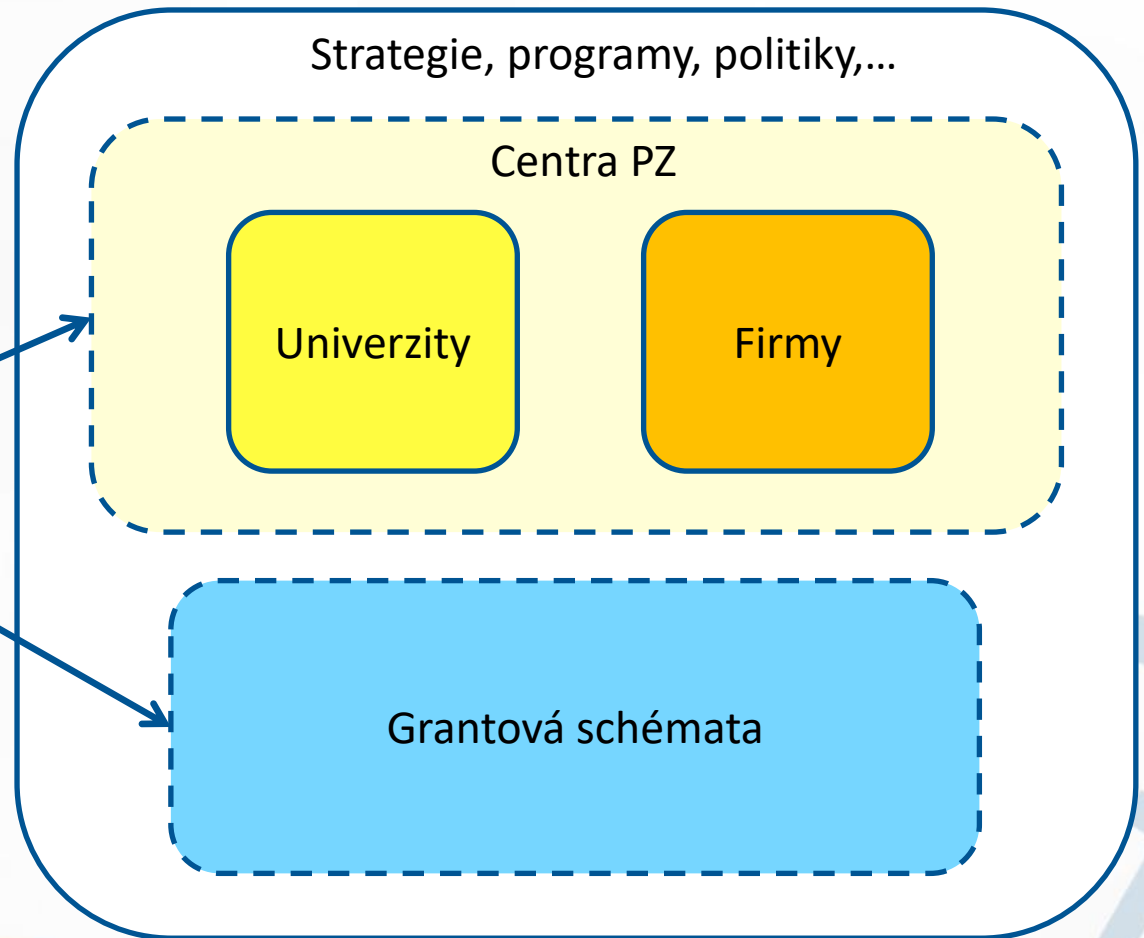 Strategie, programy, politiky,…
Centra PZ
Univerzity
Firmy
Grantová schémata